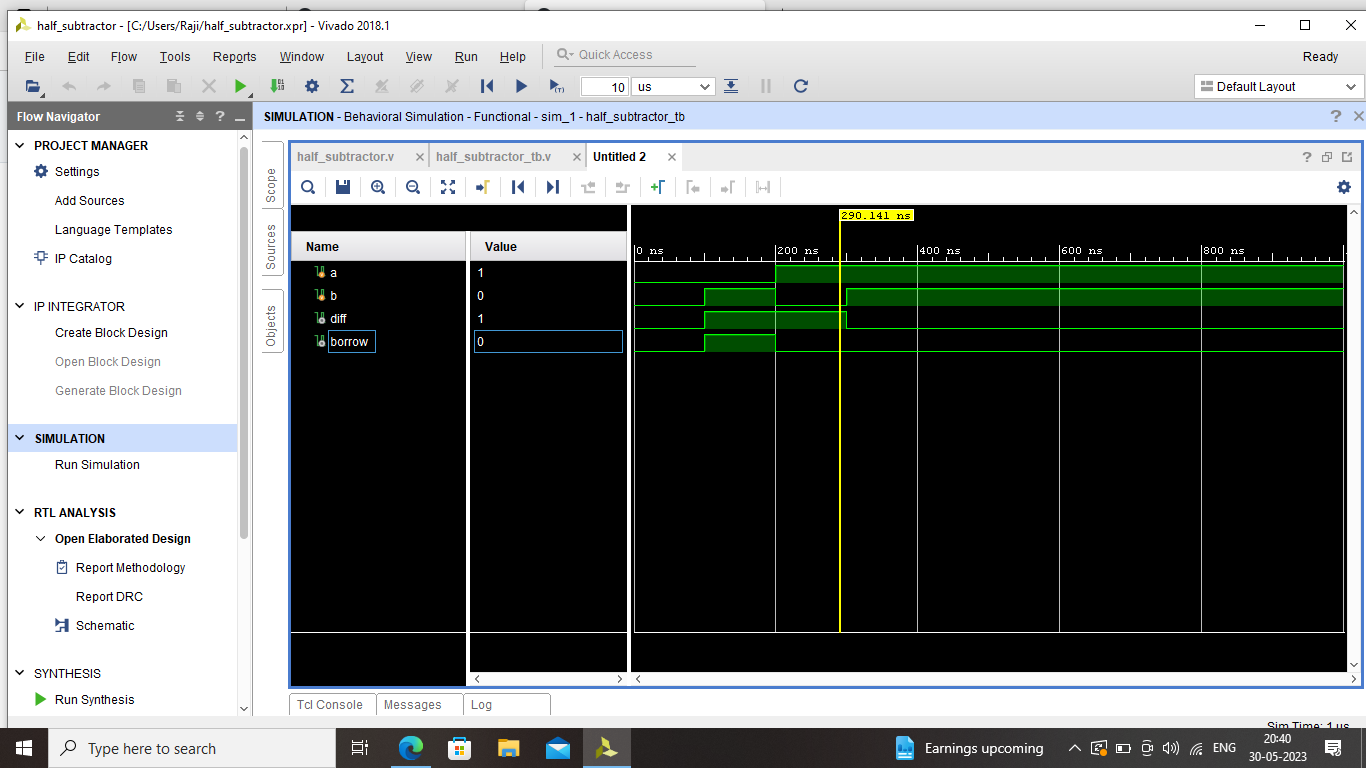 half_subtractor - [C:/Users/Raji/half_subtractor.xpr] - Vivado 2018.1
File Edit Flow Tools Reports Window Layout View Run Help Quick Access Ready
10 us Default Layout
Flow Navigator
SIMULATION - Behavioral Simulation - Functional - sim_1 - half_subtractor_tb
PROJECT MANAGER
Settings
Add Sources
Language Templates
IP Catalog
IP INTEGRATOR
Create Block Design
Open Block Design
Generate Block Design
SIMULATION
Run Simulation
RTL ANALYSIS
Open Elaborated Design
Report Methodology
Report DRC
Schematic
SYNTHESIS
Run Synthesis
Scope
Sources
Objects
half_subtractor.v half_subtractor_tb.v Untitled 2
290.141 ns
Name Value
0 ns 200 ns 400 ns 600 ns 800 ns
a 1
b 0
diff 1
borrow 0
Tcl Console Messages Log
Sim Time: 1 us
Type here to search
Earnings upcoming
ENG
20:40
30-05-2023